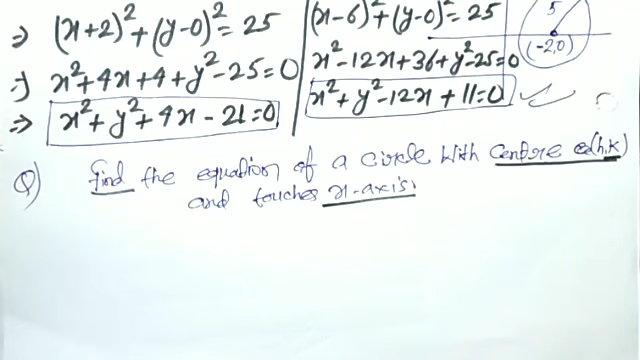 ⇒ (x+2)²+(y-0)²=25
(x-6)²+(y-0)²=25
5
(-2,0)
⇒ x²+4x+4+y²-25=0
x²-12x+36+y²-25=0
⇒ x²+y²+4x-21=0
x²+y²-12x+11=0
Q) find the equation of a circle with centre (h,k)
and touches x-axis.